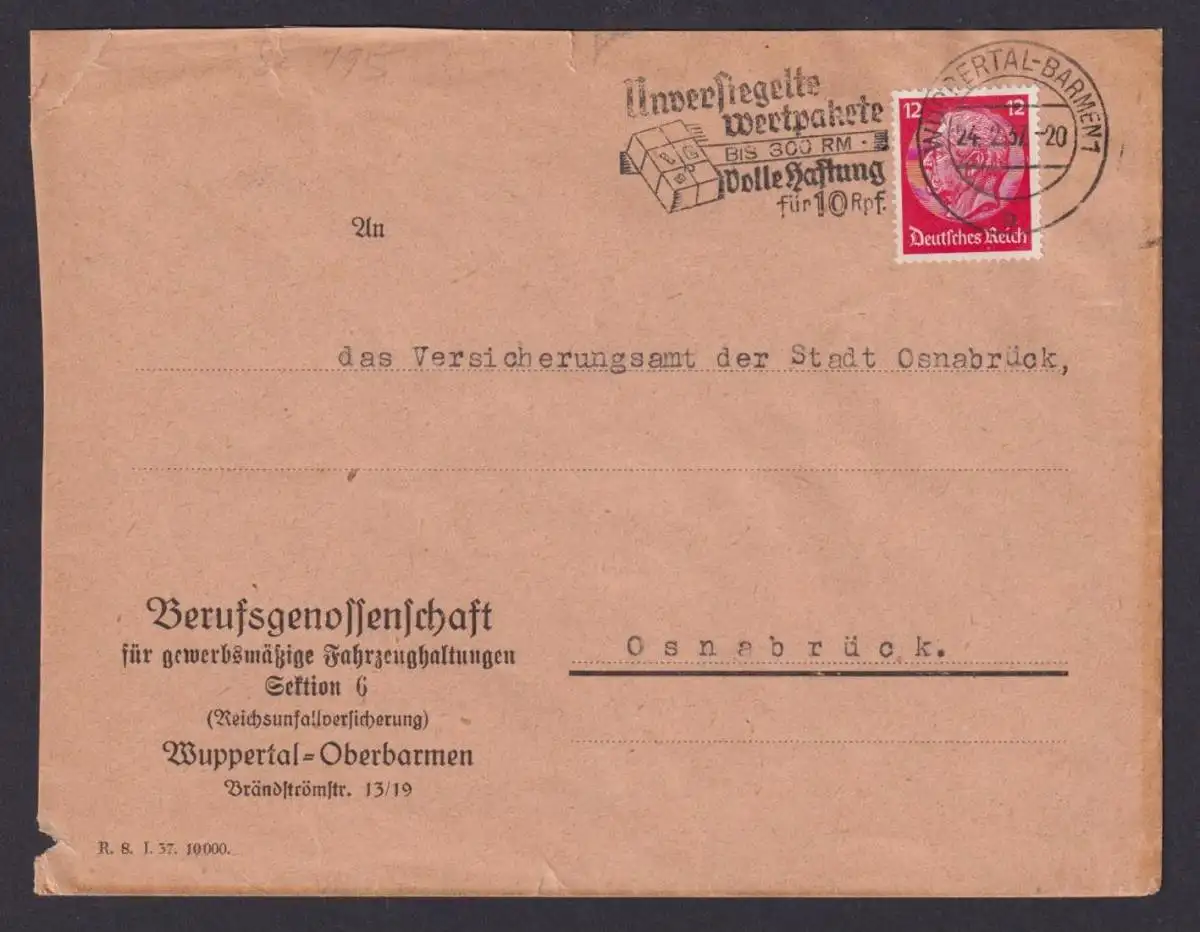 Unversiegelte
Wertpakete
BIS 300 RM
Volle Haftung
für 10 Rpf.
WUPPERTAL-BARMEN 1
24.2.37.-20
12 12
Deutsches Reich
An
das Versicherungsamt der Stadt Osnabrück,
Osnabrück.
Berufsgenossenschaft
für gewerbsmäßige Fahrzeughaltungen
Sektion 6
(Reichsunfallversicherung)
Wuppertal=Oberbarmen
Brändströmstr. 13/19
R. 8. I. 37. 10000.